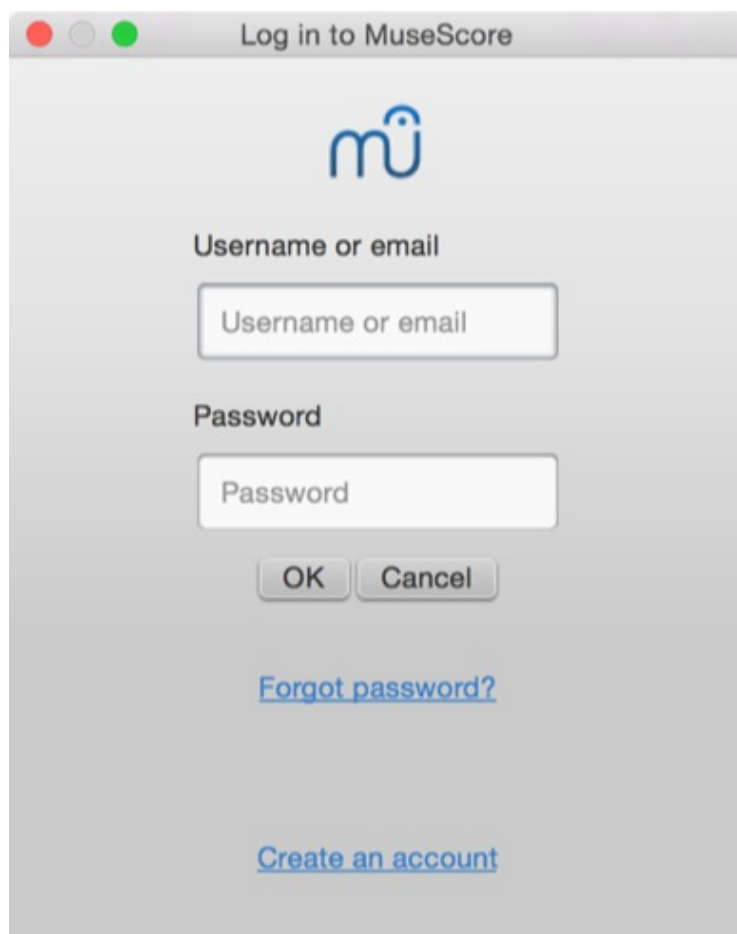 Log in to MuseScore
mu
Username or email
Username or email
Password
Password
OK Cancel
Forgot password?
Create an account